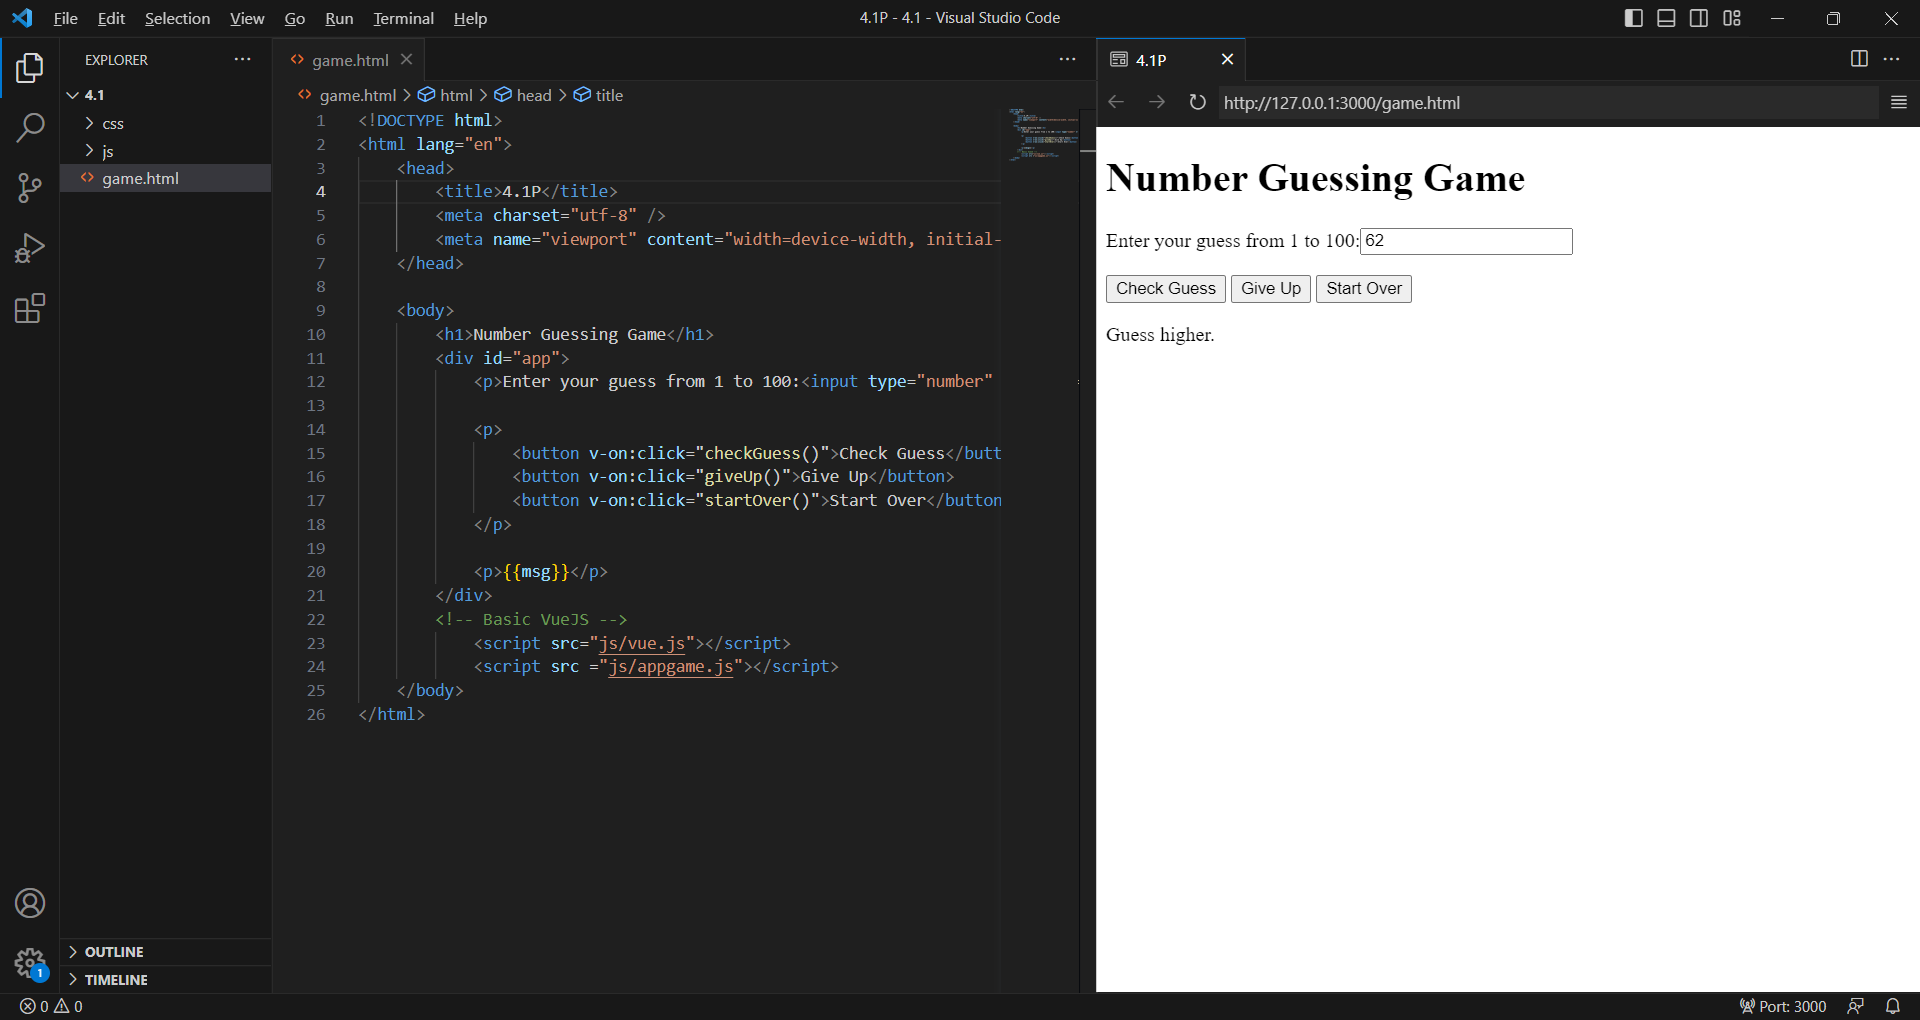 File Edit Selection View Go Run Terminal Help
4.1P - 4.1 - Visual Studio Code
EXPLORER
4.1
css
js
game.html
OUTLINE
TIMELINE
game.html
game.html > html > head > title
1 <!DOCTYPE html>
2 <html lang="en">
3 <head>
4 <title>4.1P</title>
5 <meta charset="utf-8" />
6 <meta name="viewport" content="width=device-width, initial-
7 </head>
8
9 <body>
10 <h1>Number Guessing Game</h1>
11 <div id="app">
12 <p>Enter your guess from 1 to 100:<input type="number"
13
14 <p>
15 <button v-on:click="checkGuess()">Check Guess</butt
16 <button v-on:click="giveUp()">Give Up</button>
17 <button v-on:click="startOver()">Start Over</button
18 </p>
19
20 <p>{{msg}}</p>
21 </div>
22 <!-- Basic VueJS -->
23 <script src="js/vue.js"></script>
24 <script src ="js/appgame.js"></script>
25 </body>
26 </html>
4.1P
http://127.0.0.1:3000/game.html
Number Guessing Game
Enter your guess from 1 to 100: 62
Check Guess Give Up Start Over
Guess higher.
1
0 0
Port: 3000